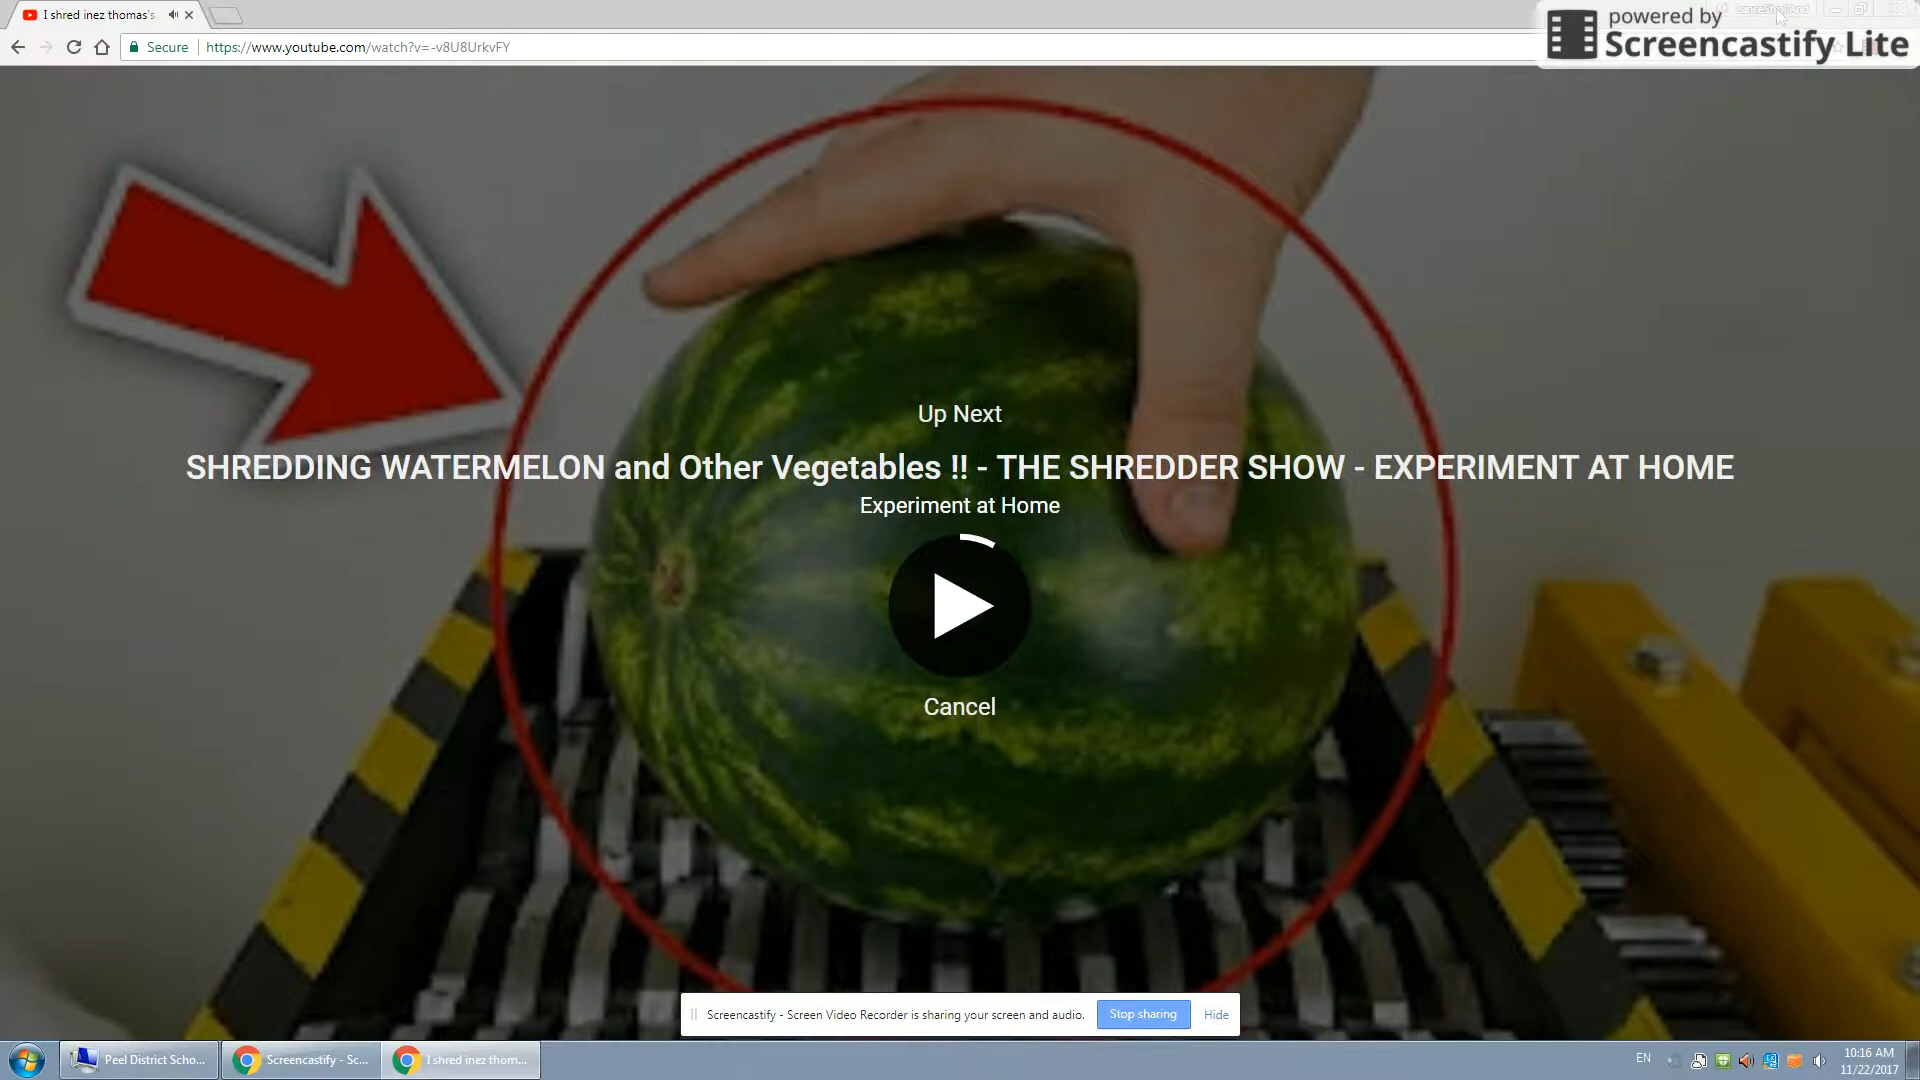 I shred inez thomas's
powered by
Screencastify Lite
Secure
https://www.youtube.com/watch?v=-v8U8UrkvFY
Up Next
SHREDDING WATERMELON and Other Vegetables !! - THE SHREDDER SHOW - EXPERIMENT AT HOME
Experiment at Home
Cancel
Screencastify - Screen Video Recorder is sharing your screen and audio.
Stop sharing
Hide
Peel District Scho...
Screencastify - Sc...
I shred inez thom...
EN
10:16 AM
11/22/2017